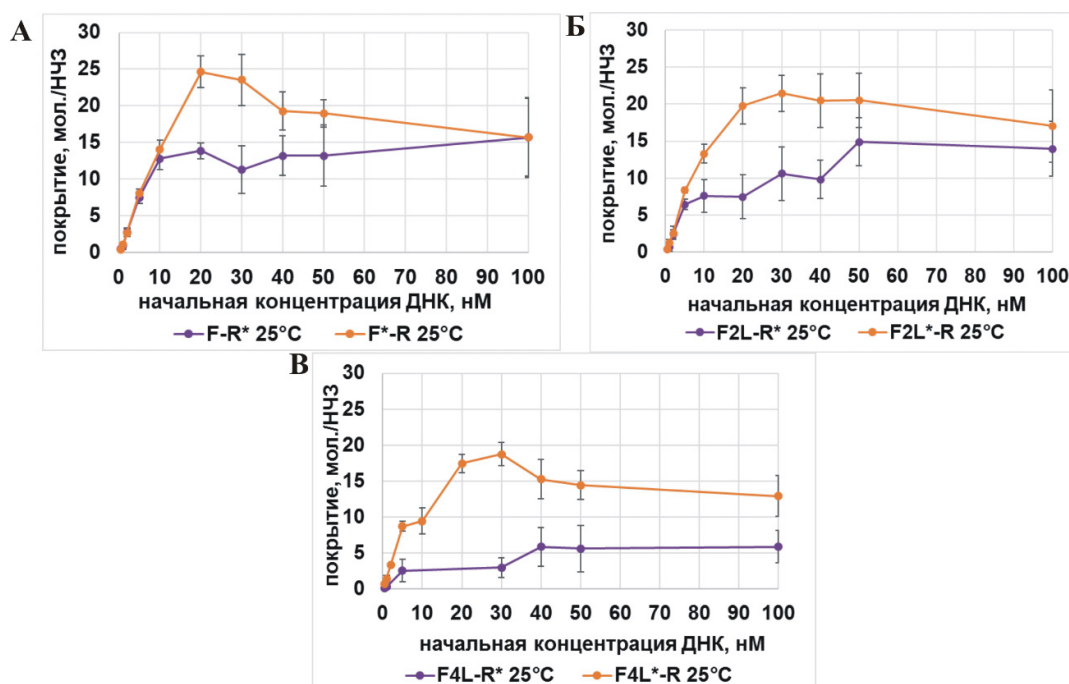 А
покрытие, мол./НЧЗ
30
25
20
15
10
5
0
0 10 20 30 40 50 60 70 80 90 100
начальная концентрация ДНК, нМ
F-R* 25°C F*-R 25°C
Б
покрытие, мол./НЧЗ
30
25
20
15
10
5
0
0 10 20 30 40 50 60 70 80 90 100
начальная концентрация ДНК, нМ
F2L-R* 25°C F2L*-R 25°C
В
покрытие, мол./НЧЗ
30
25
20
15
10
5
0
0 10 20 30 40 50 60 70 80 90 100
начальная концентрация ДНК, нМ
F4L-R* 25°C F4L*-R 25°C